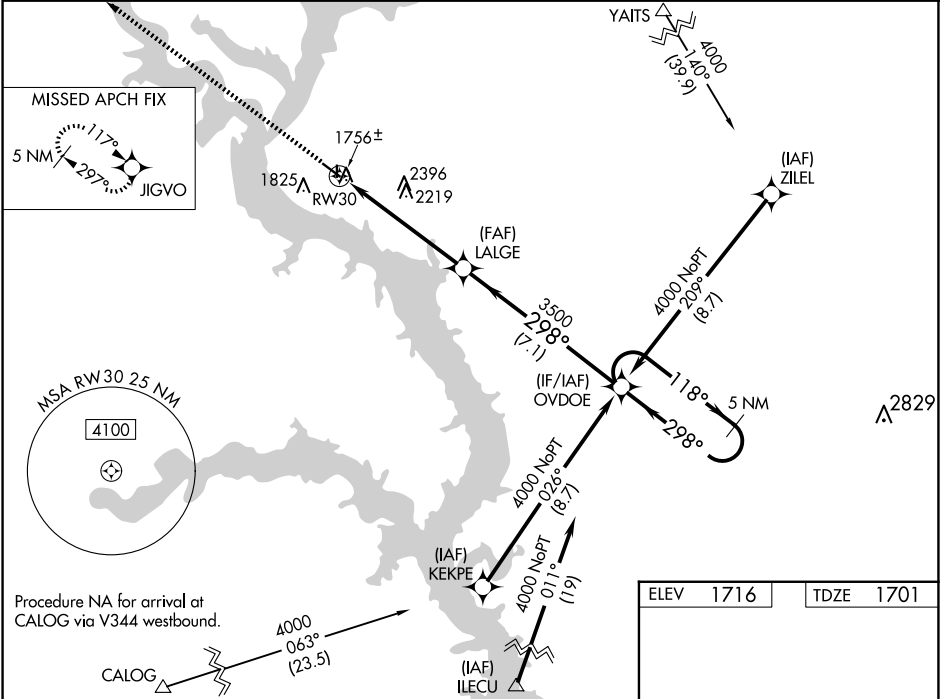 YAITS
4000
140°
(39.9)
MISSED APCH FIX
5 NM
117°
297°
JIGVO
1756±
1825
RW30
2396
2219
(IAF)
ZILEL
(FAF)
LALGE
4000 NoPT
209°
(8.7)
3500
298°
(7.1)
(IF/IAF)
OVDOE
118°
5 NM
298°
2829
MSA RW30 25 NM
4100
4000 NoPT
026°
(8.7)
(IAF)
KEKPE
4000 NoPT
011°
(19)
Procedure NA for arrival at
CALOG via V344 westbound.
4000
063°
(23.5)
CALOG
(IAF)
ILECU
ELEV 1716
TDZE 1701